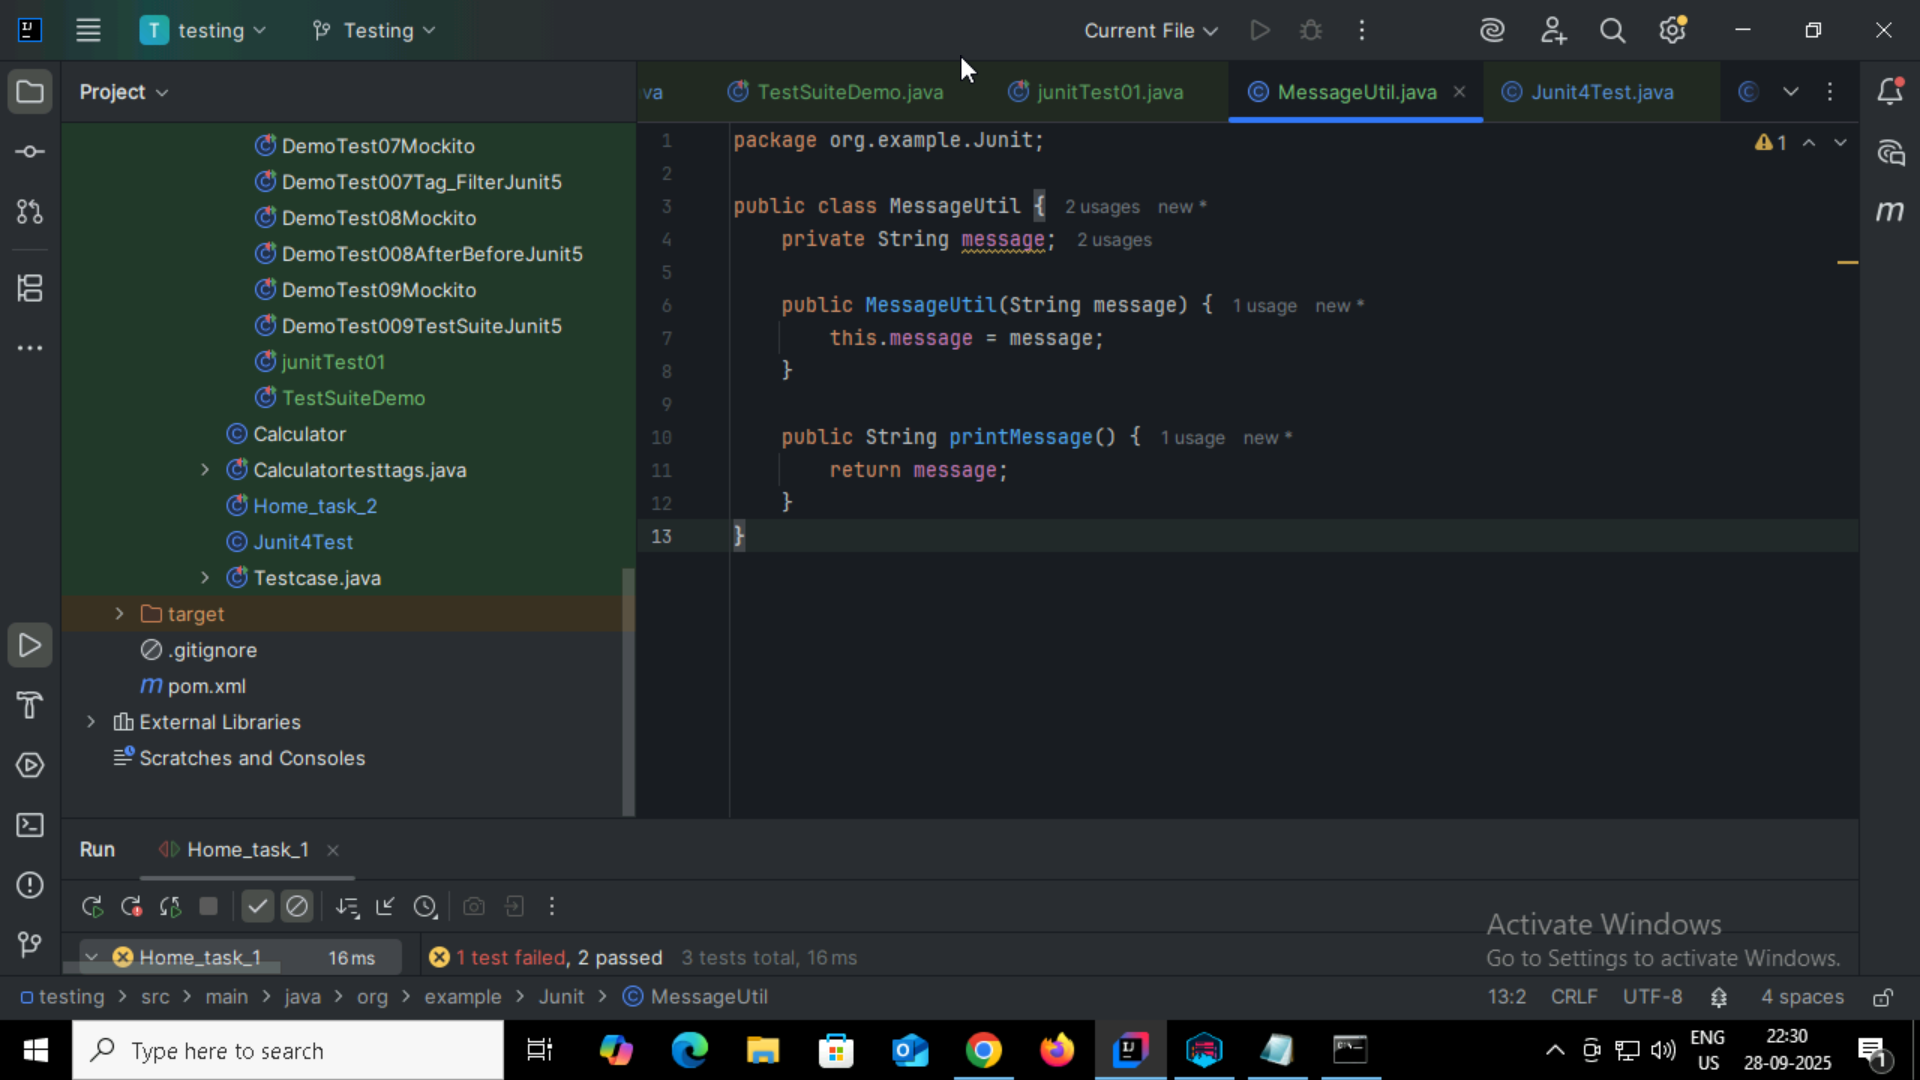 T testing Testing Current File
Project
va TestSuiteDemo.java junitTest01.java MessageUtil.java Junit4Test.java
DemoTest07Mockito
DemoTest007Tag_FilterJunit5
DemoTest08Mockito
DemoTest008AfterBeforeJunit5
DemoTest09Mockito
DemoTest009TestSuiteJunit5
junitTest01
TestSuiteDemo
Calculator
Calculatortesttags.java
Home_task_2
Junit4Test
Testcase.java
target
.gitignore
m pom.xml
External Libraries
Scratches and Consoles
1 package org.example.Junit;
2
3 public class MessageUtil { 2 usages new *
4 private String message; 2 usages
5
6 public MessageUtil(String message) { 1 usage new *
7 this.message = message;
8 }
9
10 public String printMessage() { 1 usage new *
11 return message;
12 }
13 }
1
m
Run Home_task_1
Home_task_1 16 ms
1 test failed, 2 passed 3 tests total, 16 ms
Activate Windows
Go to Settings to activate Windows.
testing > src > main > java > org > example > Junit > MessageUtil
13:2 CRLF UTF-8 4 spaces
Type here to search
ENG
US
22:30
28-09-2025
1